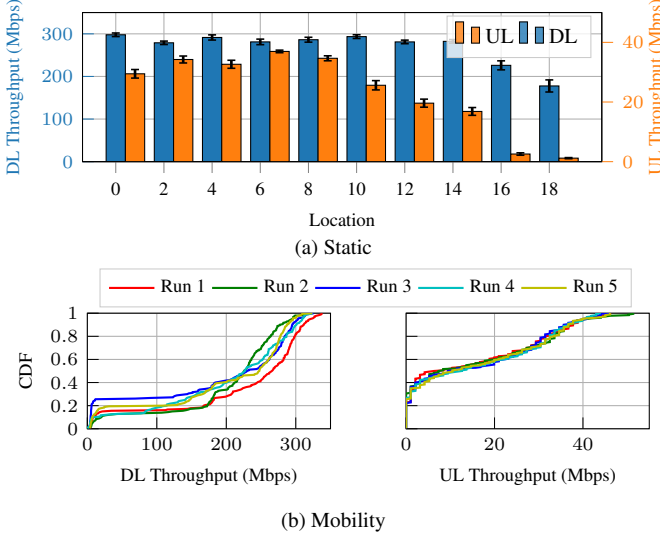 DL Throughput (Mbps)
300
200
100
0
UL DL
40
20
0
UL Throughput (Mbps)
0 2 4 6 8 10 12 14 16 18
Location
(a) Static
Run 1 Run 2 Run 3 Run 4 Run 5
CDF
1
0.8
0.6
0.4
0.2
0
0 100 200 300
0 20 40
DL Throughput (Mbps) UL Throughput (Mbps)
(b) Mobility